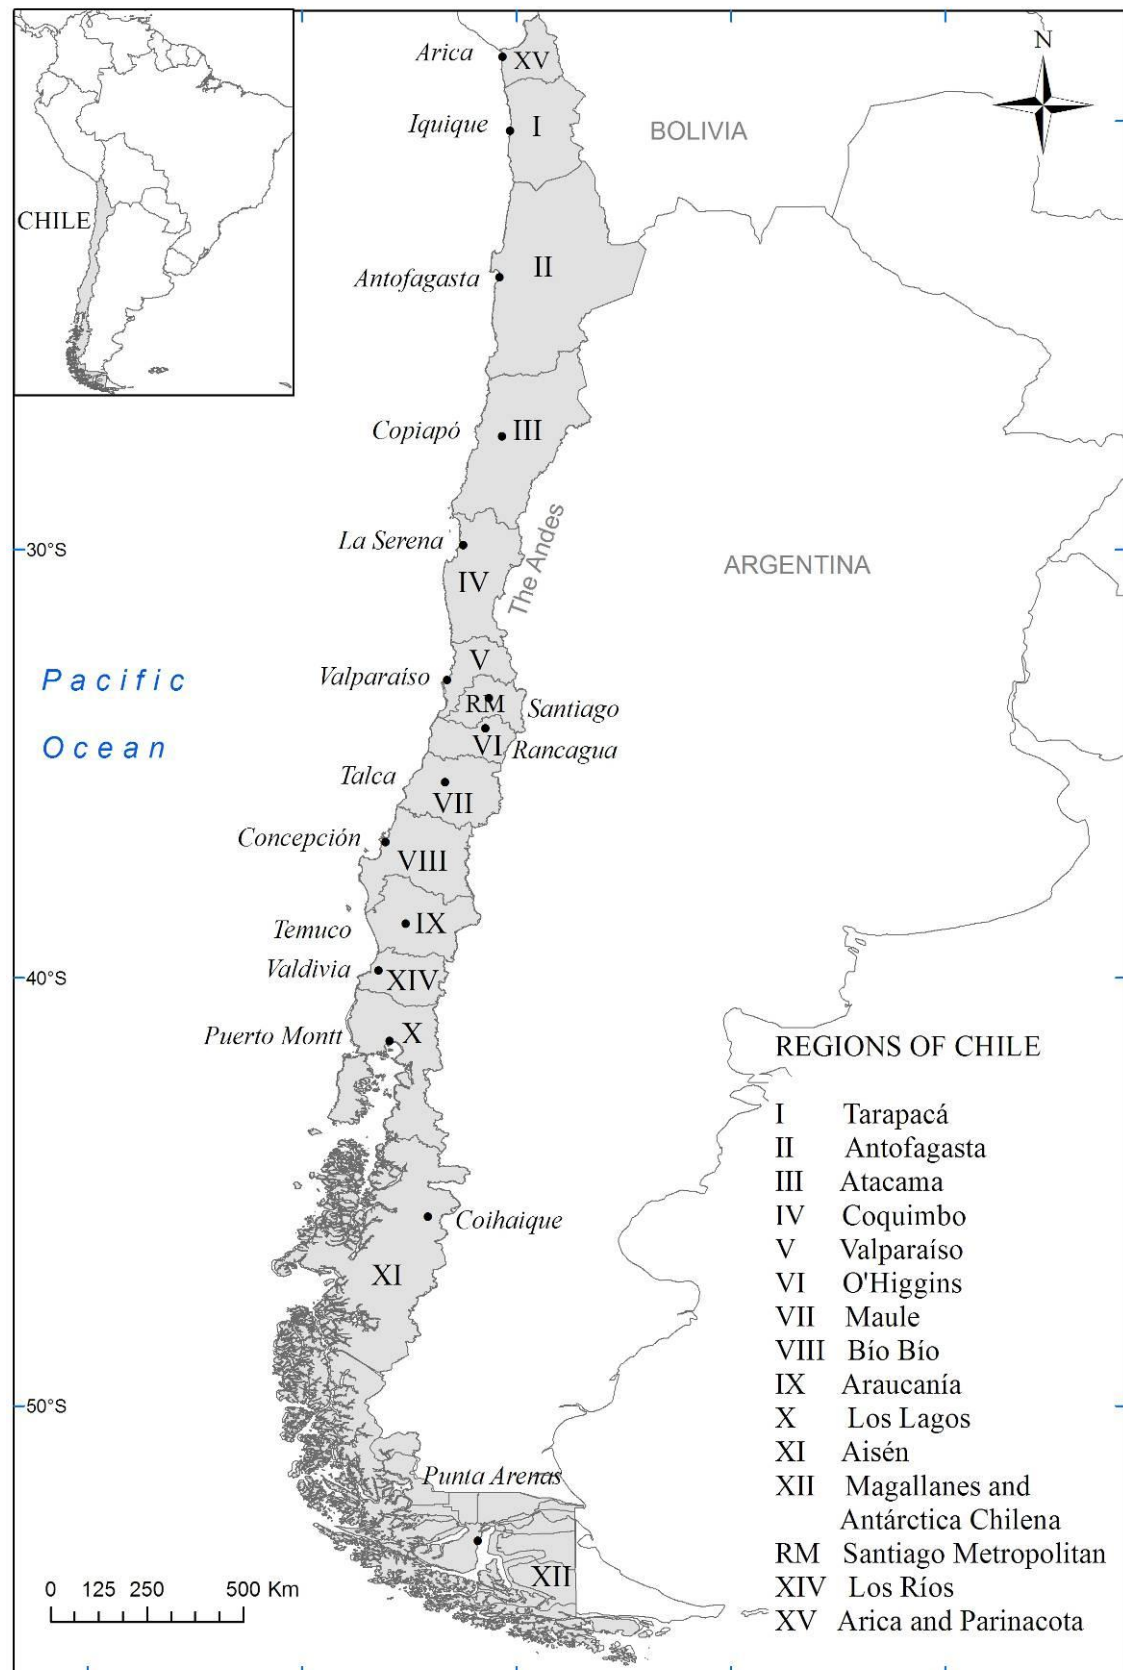 CHILE
N
Arica
XV
Iquique
I
BOLIVIA
Antofagasta
II
Copiapó
III
The Andes
30°S
La Serena
IV
ARGENTINA
Pacific
Ocean
Valparaíso
V
RM
Santiago
VI
Rancagua
Talca
VII
Concepción
VIII
Temuco
IX
Valdivia
XIV
40°S
Puerto Montt
X
Coihaique
XI
50°S
Punta Arenas
XII
REGIONS OF CHILE
I Tarapacá
II Antofagasta
III Atacama
IV Coquimbo
V Valparaíso
VI O'Higgins
VII Maule
VIII Bío Bío
IX Araucanía
X Los Lagos
XI Aisén
XII Magallanes and
Antárctica Chilena
RM Santiago Metropolitan
XIV Los Ríos
XV Arica and Parinacota
0 125 250 500 Km